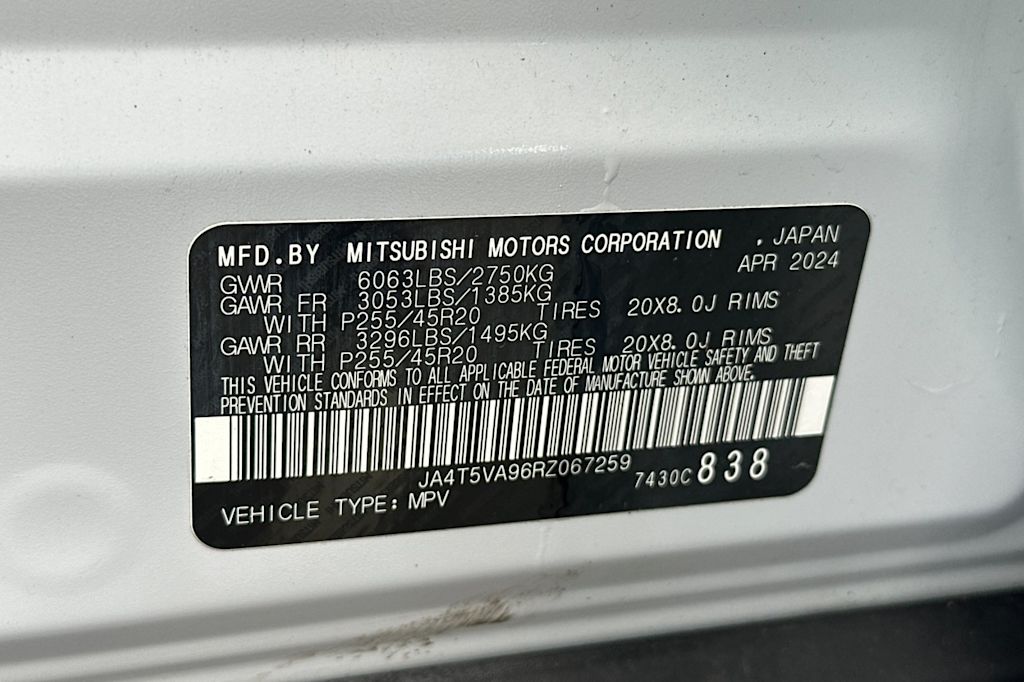 MFD.BY MITSUBISHI MOTORS CORPORATION , JAPAN
APR 2024
GVWR 6063LBS/2750KG
GAWR FR 3053LBS/1385KG
WITH P255/45R20 TIRES 20X8.0J RIMS
GAWR RR 3296LBS/1495KG
WITH P255/45R20 TIRES 20X8.0J RIMS
THIS VEHICLE CONFORMS TO ALL APPLICABLE FEDERAL MOTOR VEHICLE SAFETY AND THEFT
PREVENTION STANDARDS IN EFFECT ON THE DATE OF MANUFACTURE SHOWN ABOVE.
JA4T5VA96RZ067259
7430C 838
VEHICLE TYPE: MPV